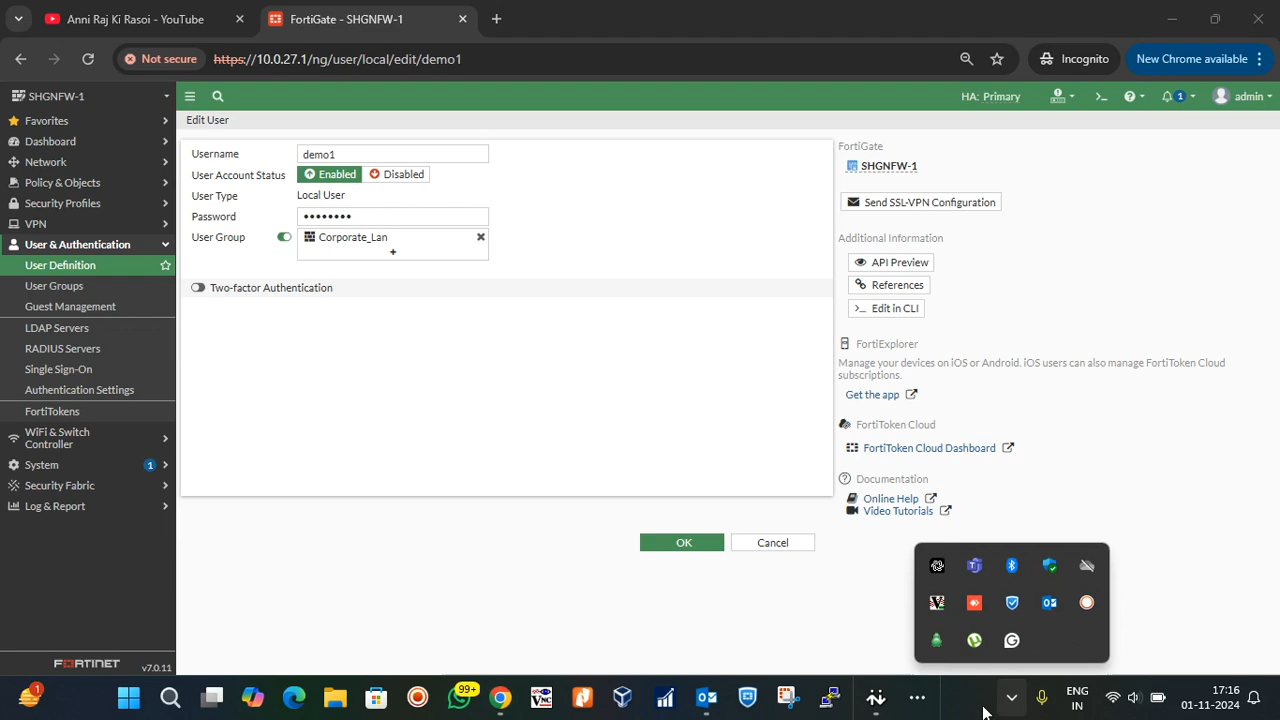 Anni Raj Ki Rasoi - YouTube
FortiGate - SHGNFW-1
Not secure
https://10.0.27.1/ng/user/local/edit/demo1
Incognito
New Chrome available
SHGNFW-1
HA: Primary
1
admin
Favorites
Dashboard
Network
Policy & Objects
Security Profiles
VPN
User & Authentication
User Definition
User Groups
Guest Management
LDAP Servers
RADIUS Servers
Single Sign-On
Authentication Settings
FortiTokens
WiFi & Switch
Controller
System 1
Security Fabric
Log & Report
FORTINET v7.0.11
Edit User
Username demo1
User Account Status Enabled Disabled
User Type Local User
Password ••••••••
User Group Corporate_Lan
Two-factor Authentication
OK Cancel
FortiGate
SHGNFW-1
Send SSL-VPN Configuration
Additional Information
API Preview
References
>_ Edit in CLI
FortiExplorer
Manage your devices on iOS or Android. iOS users can also manage FortiToken Cloud
subscriptions.
Get the app
FortiToken Cloud
FortiToken Cloud Dashboard
Documentation
Online Help
Video Tutorials
1
99+
ENG
IN
17:16
01-11-2024